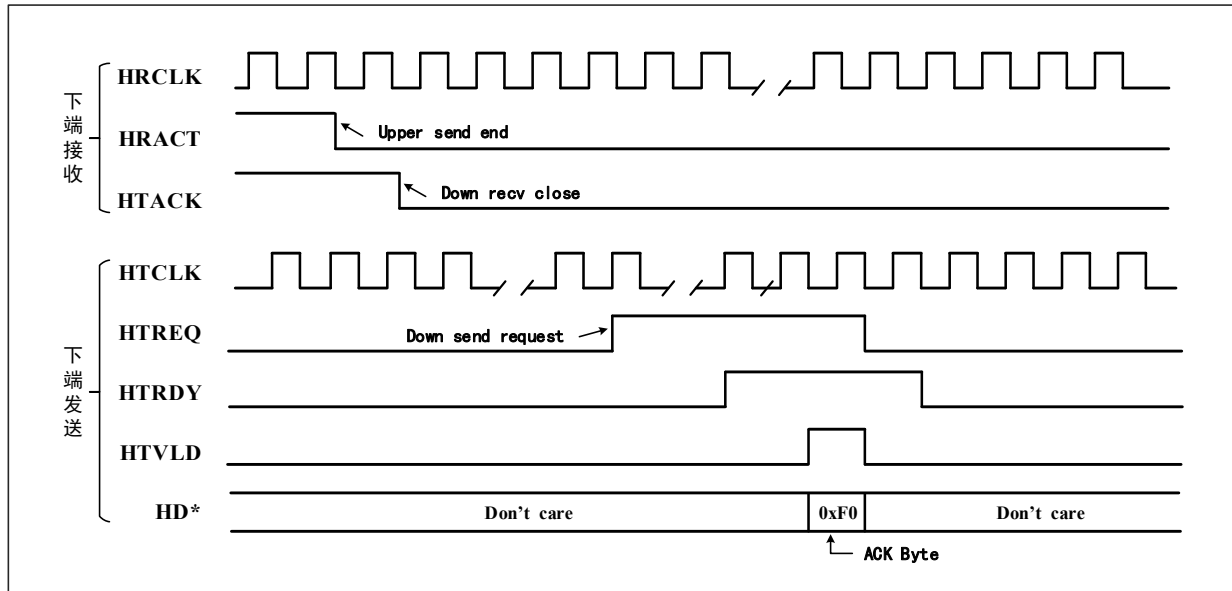 下端接收
HRCLK
HRACT
Upper send end
HTACK
Down recv close
下端发送
HTCLK
HTREQ
Down send request
HTRDY
HTVLD
HD*
Don't care
0xF0
Don't care
ACK Byte